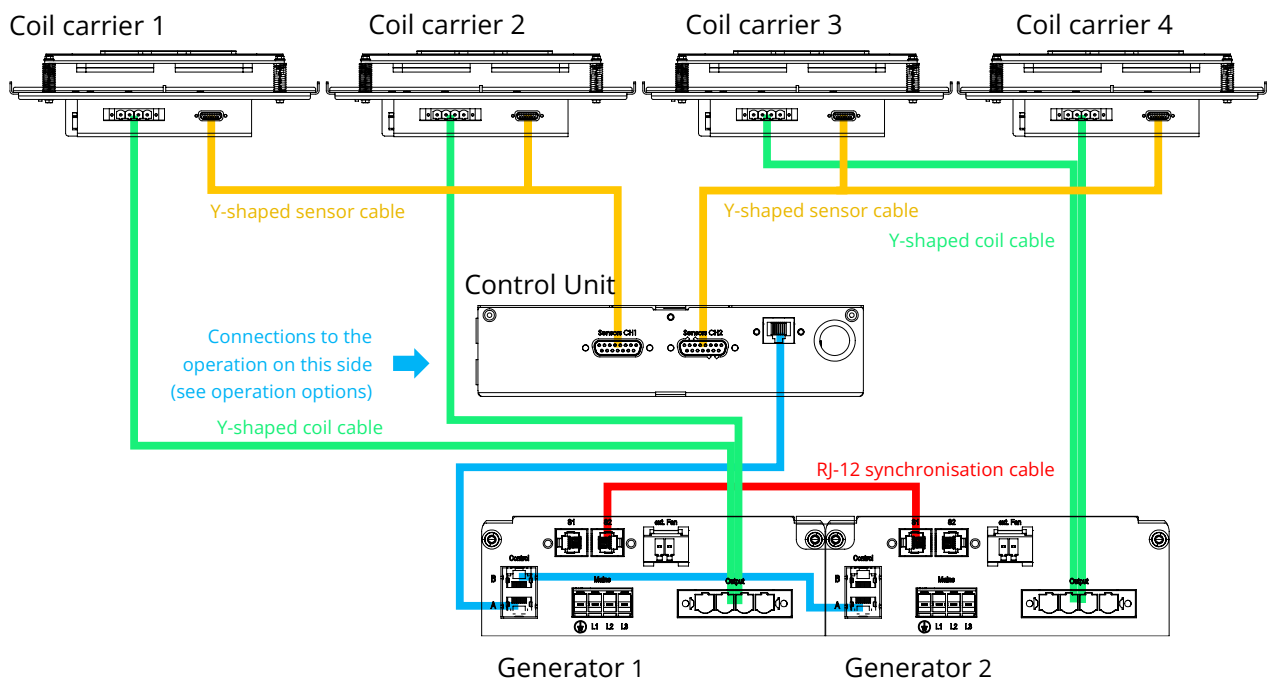 Coil carrier 1
Coil carrier 2
Coil carrier 3
Coil carrier 4
Y-shaped sensor cable
Y-shaped sensor cable
Y-shaped coil cable
Control Unit
Sensors CH1
Sensors CH2
Connections to the
operation on this side
(see operation options)
Y-shaped coil cable
RJ-12 synchronisation cable
S1
S2
ext. Fan
Control
B
A
Mains
L1 L2 L3
Output
S1
S2
ext. Fan
Control
B
A
Mains
L1 L2 L3
Output
Generator 1
Generator 2